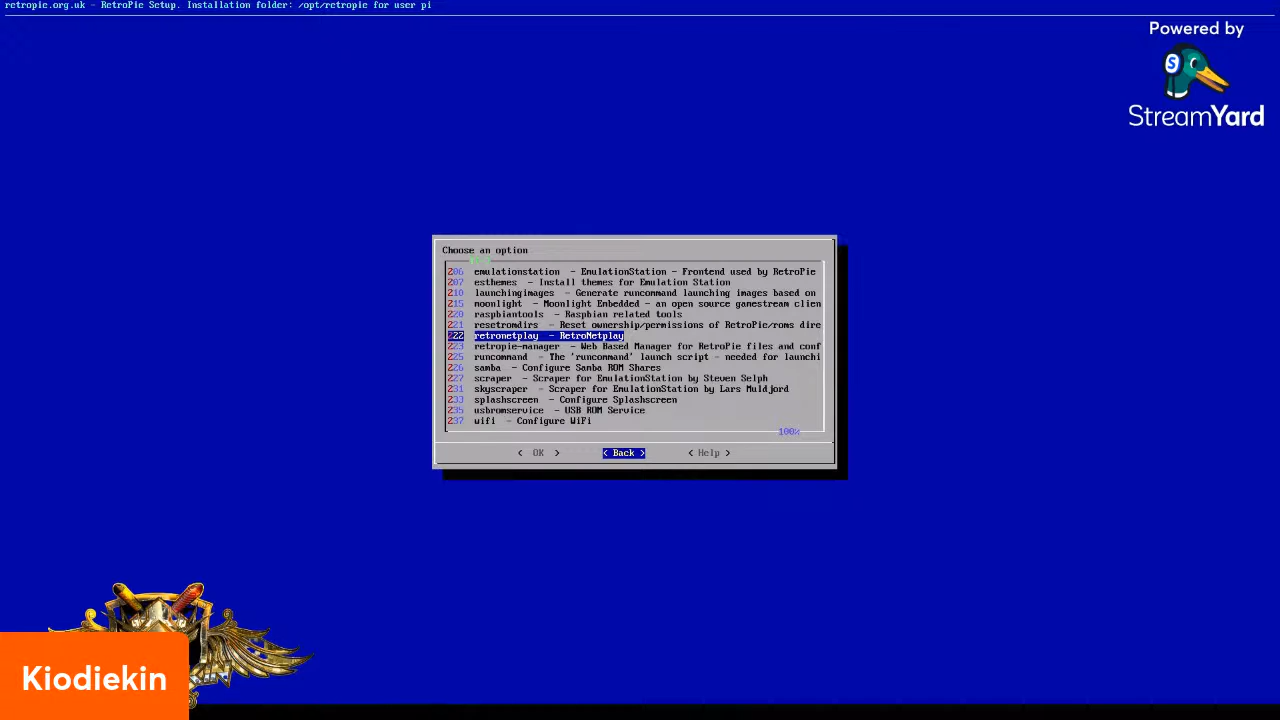 retropie.org.uk - RetroPie Setup. Installation folder: /opt/retropie for user pi
Powered by
S
StreamYard
Choose an option
206 emulationstation - EmulationStation - Frontend used by RetroPie
207 esthemes - Install themes for Emulation Station
210 launchingimages - Generate runcommand launching images based on
215 moonlight - Moonlight Embedded - an open source gamestream clien
220 raspbiantools - Raspbian related tools
221 resetromdirs - Reset ownership/permissions of RetroPie/roms dire
222 retronetplay - RetroNetplay
223 retropie-manager - Web Based Manager for RetroPie files and conf
225 runcommand - The 'runcommand' launch script - needed for launchi
226 samba - Configure Samba ROM Shares
227 scraper - Scraper for EmulationStation by Steven Selph
231 skyscraper - Scraper for EmulationStation by Lars Muldjord
233 splashscreen - Configure Splashscreen
235 usbromservice - USB ROM Service
237 wifi - Configure WiFi
100%
< OK > < Back > < Help >
Kiodiekin